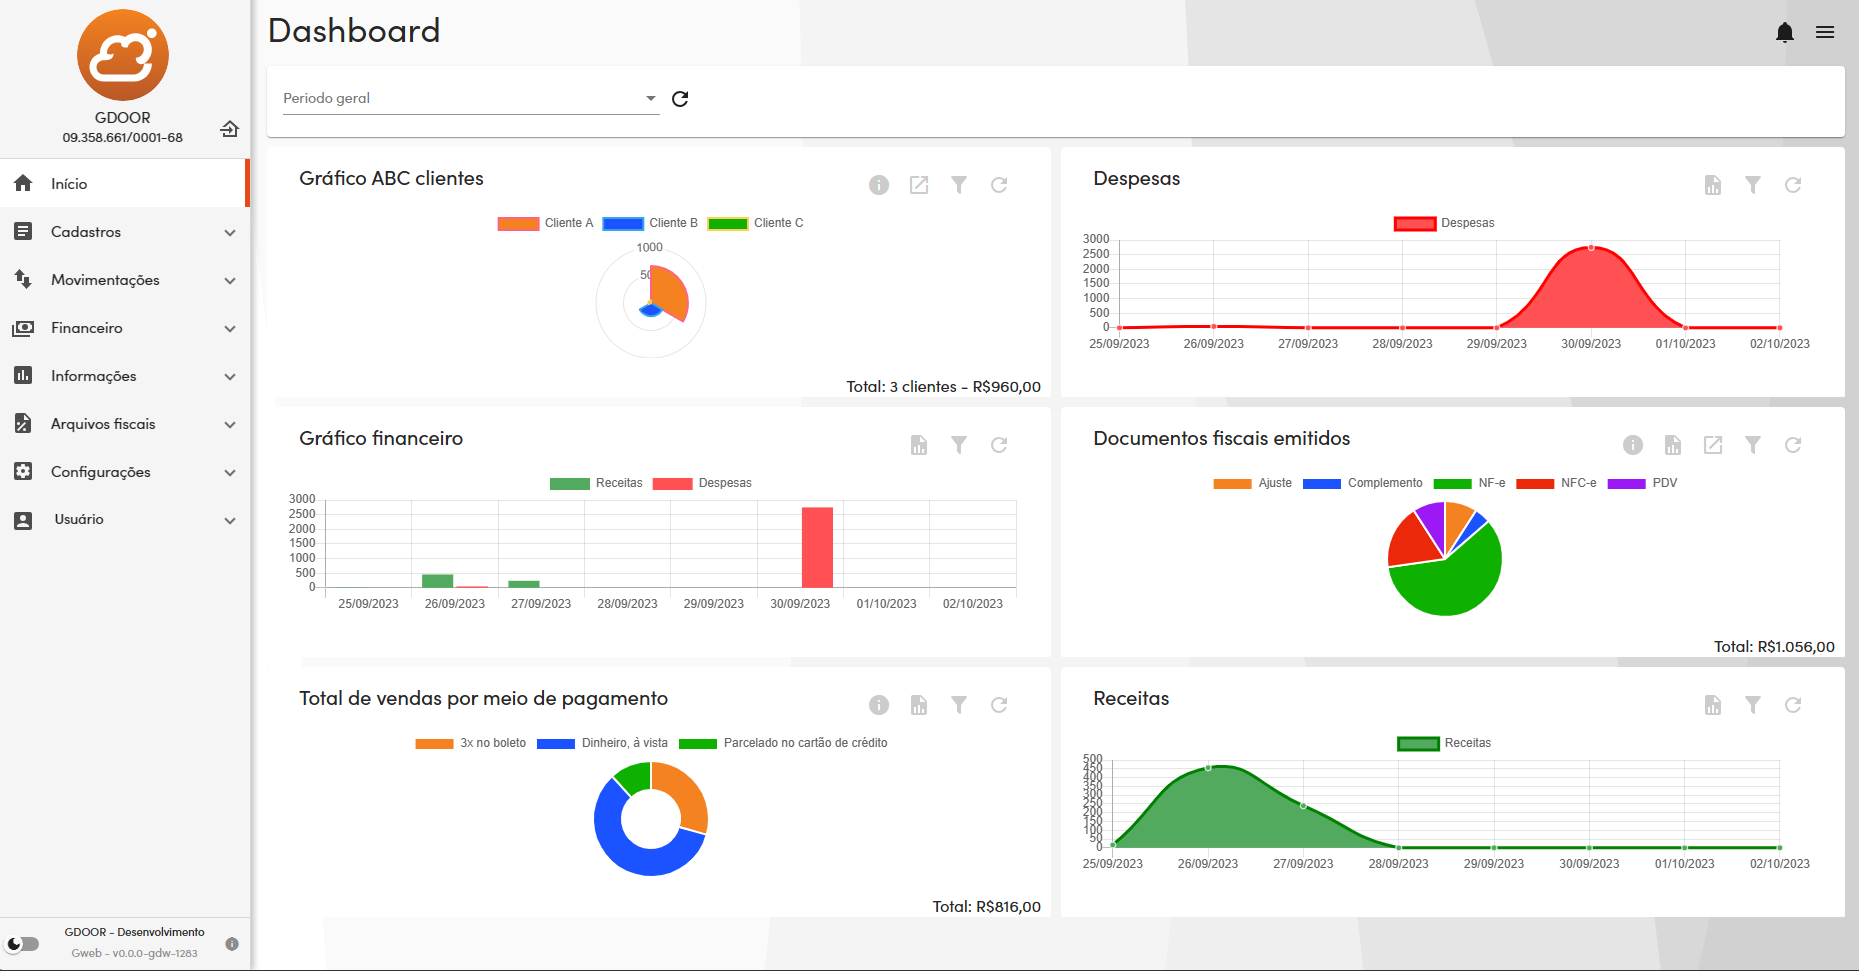 Dashboard
GDOOR
09.358.661/0001-68
Início
Cadastros
Movimentações
Financeiro
Informações
Arquivos fiscais
Configurações
Usuário
GDOOR - Desenvolvimento
Gweb - v0.0.0-gdw-1283
Periodo geral
Gráfico ABC clientes
Cliente A Cliente B Cliente C
1000
Total: 3 clientes - R$960,00
Despesas
Despesas
3000
2500
2000
1500
1000
500
0
25/09/2023 26/09/2023 27/09/2023 28/09/2023 29/09/2023 30/09/2023 01/10/2023 02/10/2023
Gráfico financeiro
Receitas Despesas
3000
2500
2000
1500
1000
500
0
25/09/2023 26/09/2023 27/09/2023 28/09/2023 29/09/2023 30/09/2023 01/10/2023 02/10/2023
Documentos fiscais emitidos
Ajuste Complemento NF-e NFC-e PDV
Total: R$1.056,00
Total de vendas por meio de pagamento
3x no boleto Dinheiro, à vista Parcelado no cartão de crédito
Total: R$816,00
Receitas
Receitas
500
450
400
350
300
250
200
150
100
50
0
25/09/2023 26/09/2023 27/09/2023 28/09/2023 29/09/2023 30/09/2023 01/10/2023 02/10/2023